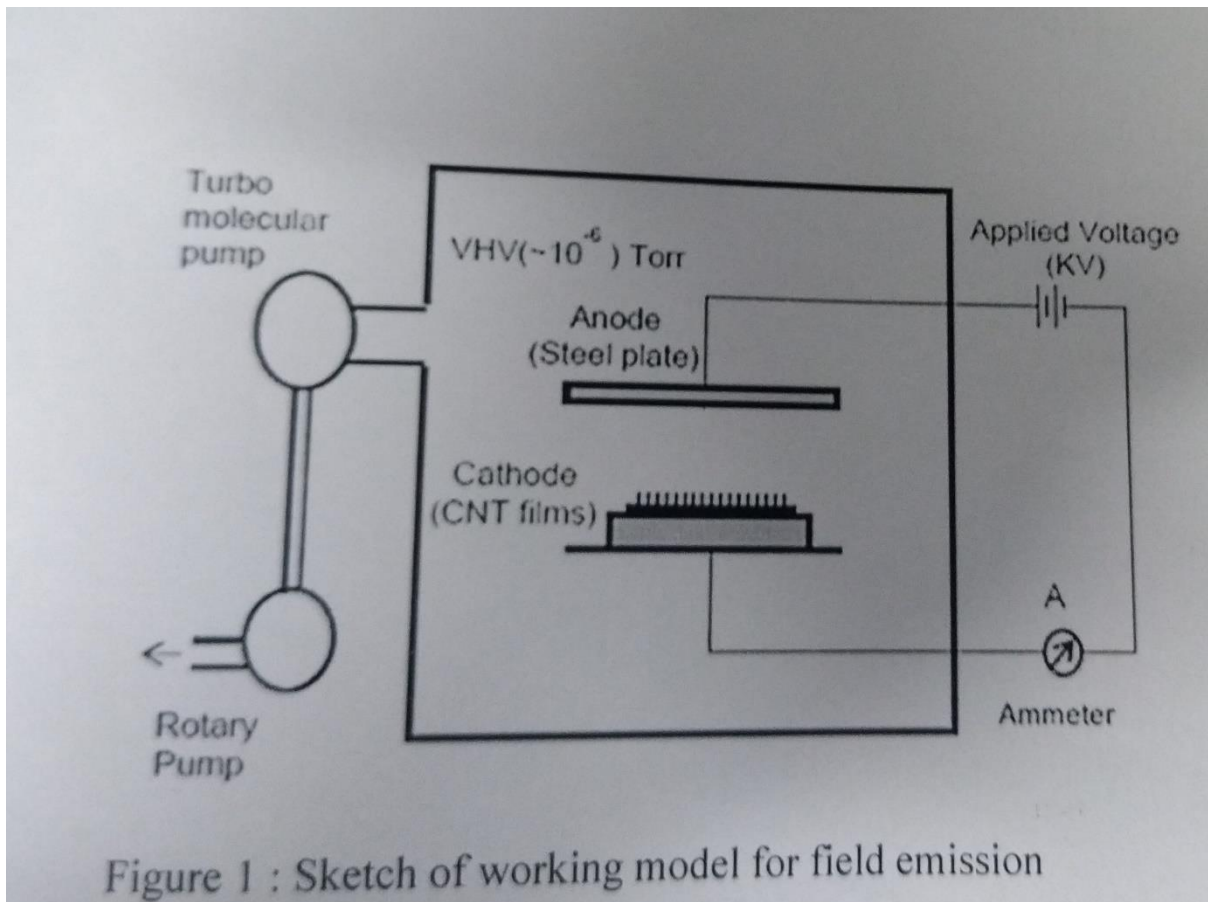 Turbo
molecular
pump
VHV(~10⁻⁶) Torr
Applied Voltage
(KV)
Anode
(Steel plate)
Cathode
(CNT films)
A
Ammeter
Rotary
Pump
Figure 1 : Sketch of working model for field emission